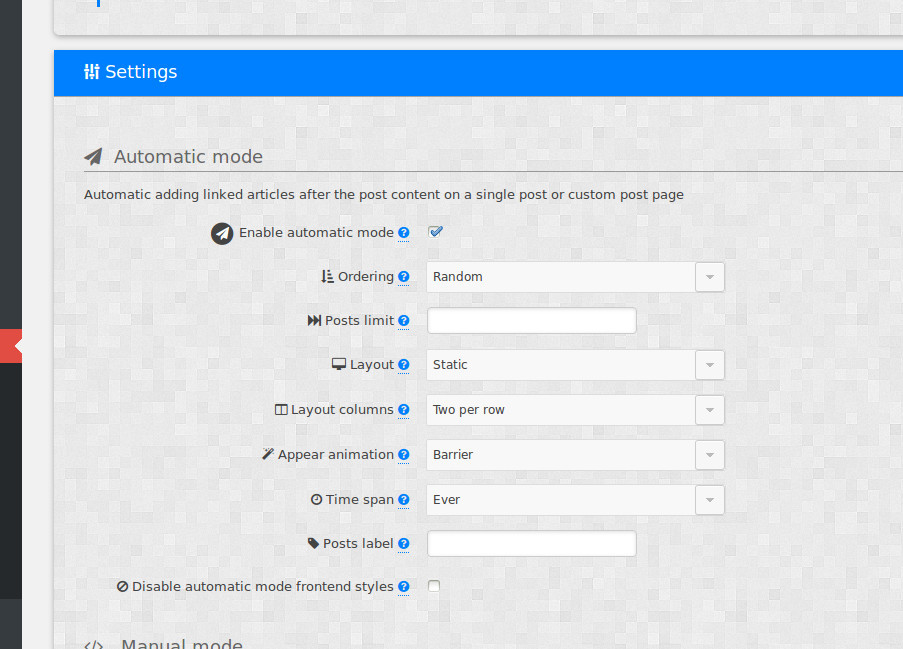 Settings
Automatic mode
Automatic adding linked articles after the post content on a single post or custom post page
Enable automatic mode ?
Ordering ? Random
Posts limit ?
Layout ? Static
Layout columns ? Two per row
Appear animation ? Barrier
Time span ? Ever
Posts label ?
Disable automatic mode frontend styles ?
</> Manual mode